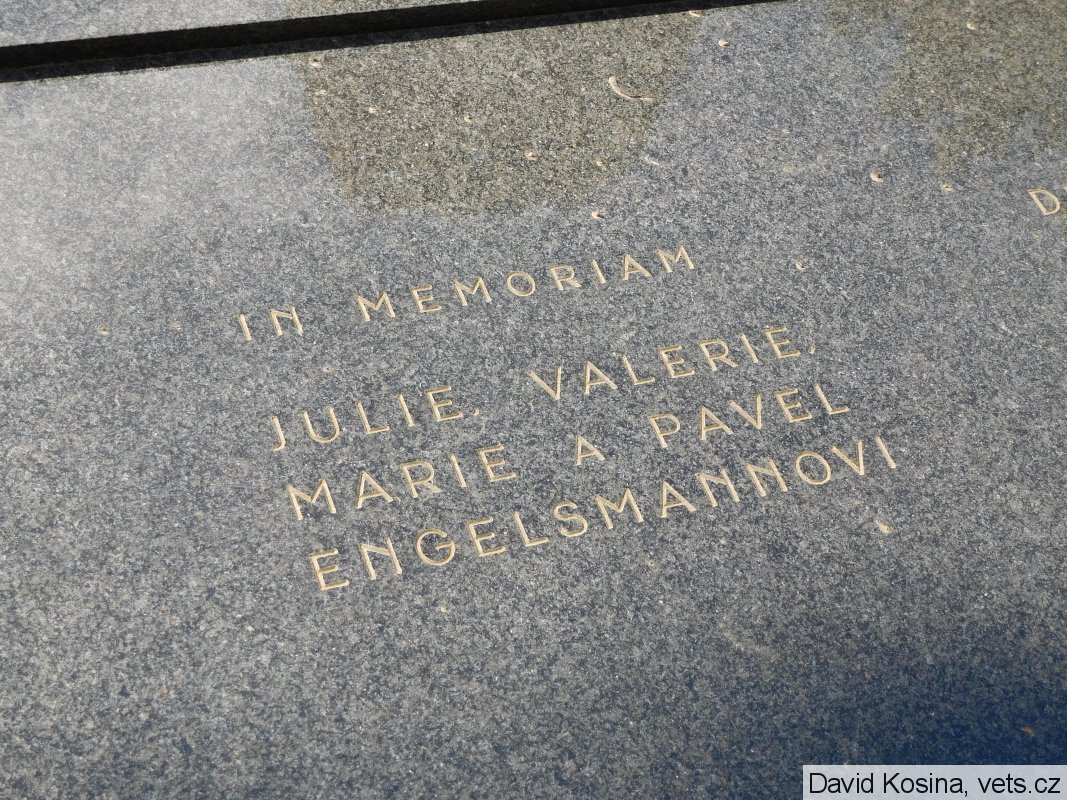 IN MEMORIAM
JULIE, VALERIE,
MARIE A PAVEL
ENGELSMANNOVI
David Kosina, vets.cz